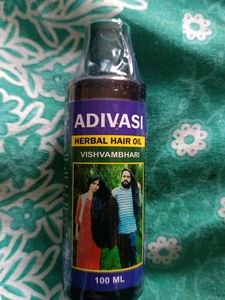 ADIVASI
HERBAL HAIR OIL
VISHVAMBHARI
100 ML